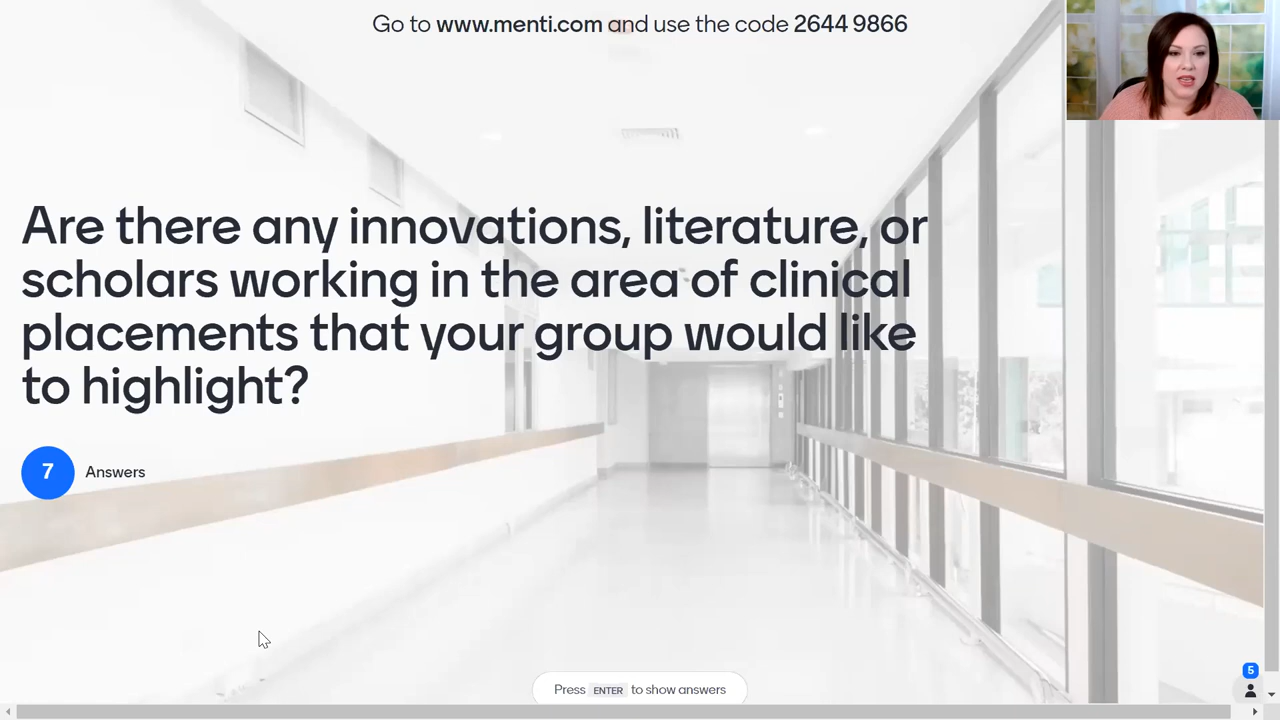 Go to www.menti.com and use the code 2644 9866
Are there any innovations, literature, or
scholars working in the area of clinical
placements that your group would like
to highlight?
7 Answers
Press ENTER to show answers
5